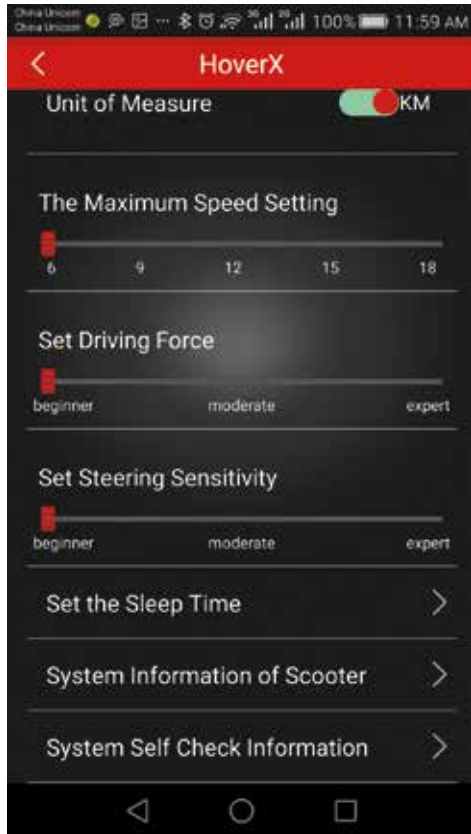 China Unicom
China Unicom 3G 2G 100% 11:59 AM
HoverX
Unit of Measure KM
The Maximum Speed Setting
6 9 12 15 18
Set Driving Force
beginner moderate expert
Set Steering Sensitivity
beginner moderate expert
Set the Sleep Time
System Information of Scooter
System Self Check Information